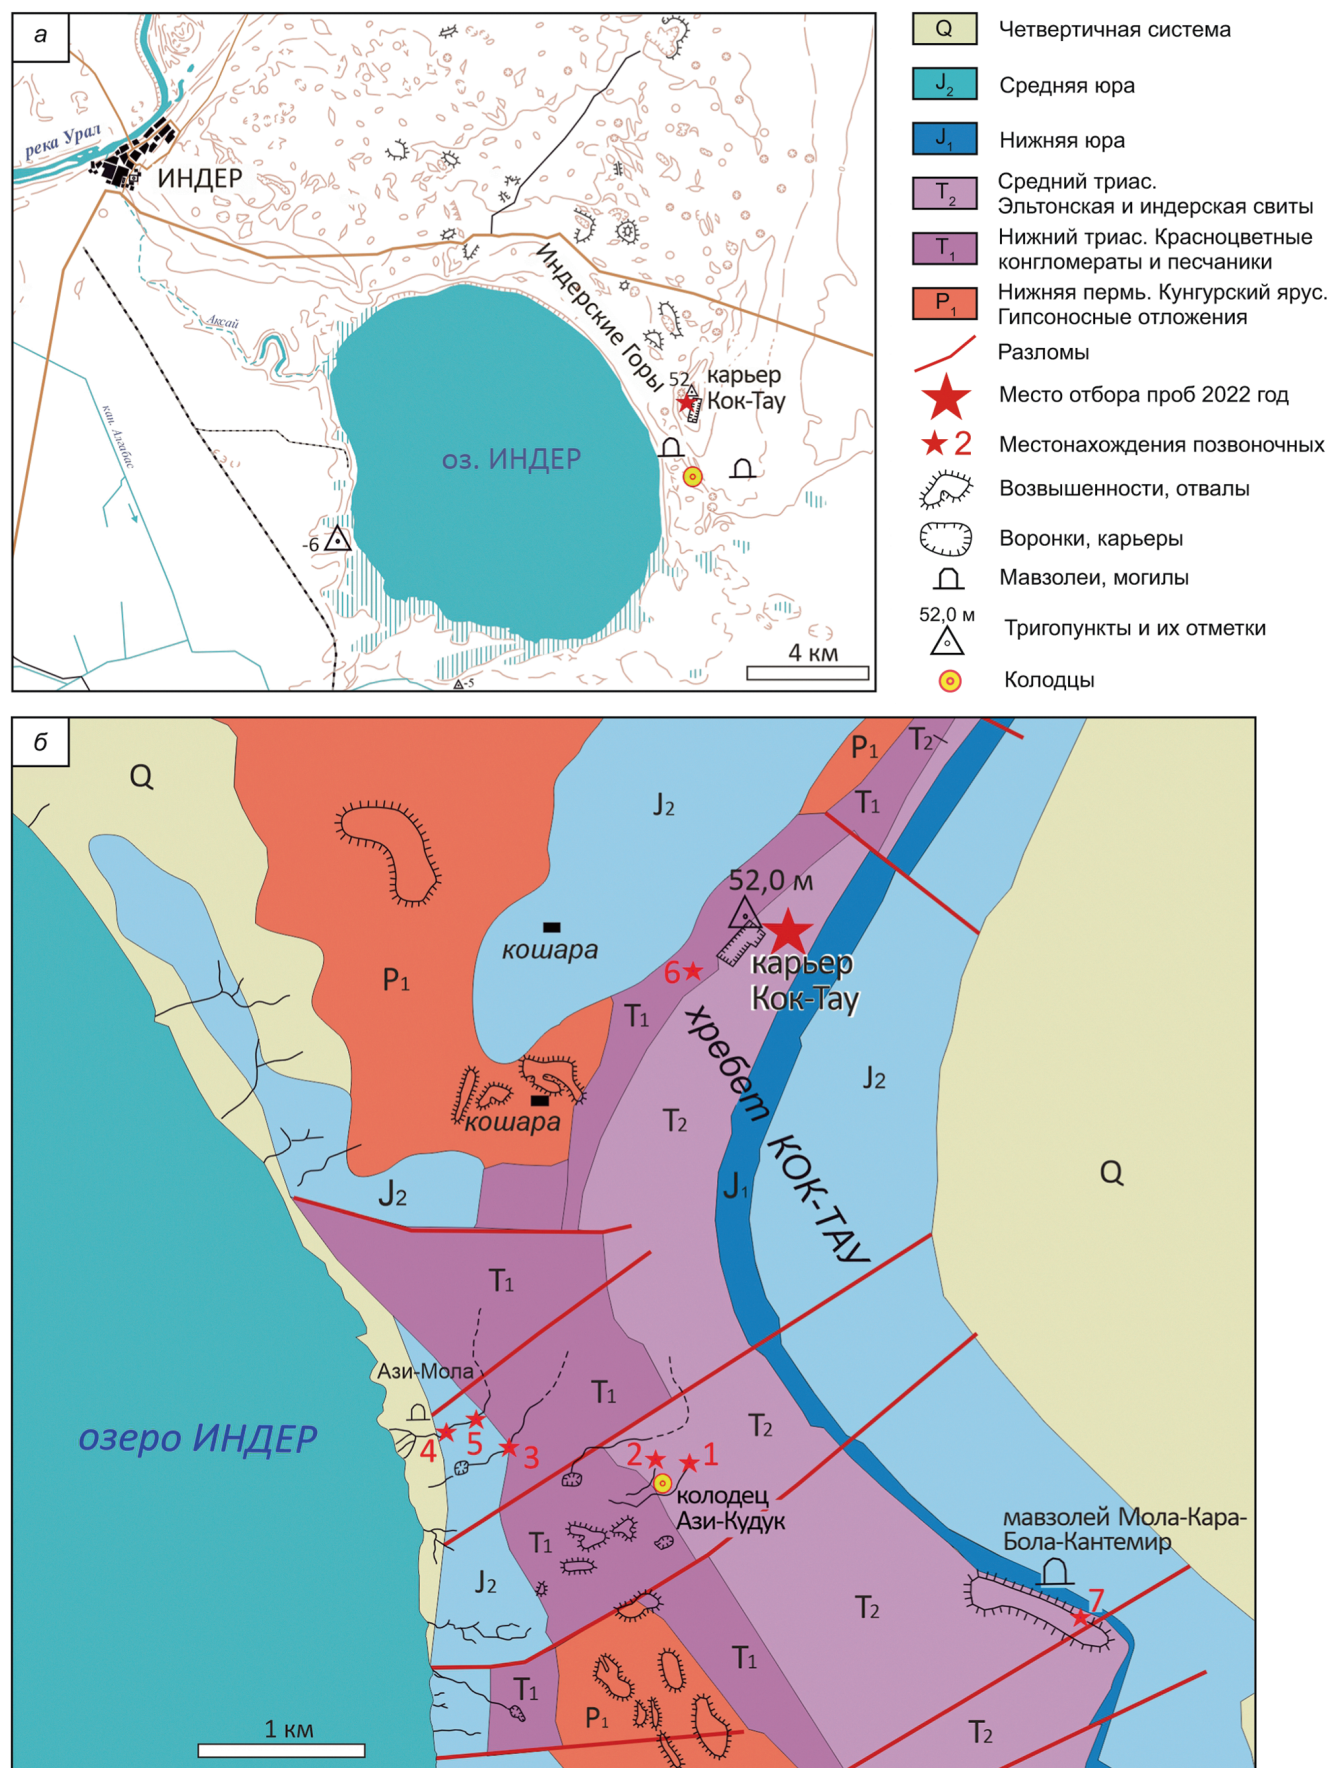 а
река Урал
ИНДЕР
Аксай
кан. Алгабас
Индерские Горы
52
карьер
Кок-Тау
оз. ИНДЕР
-6
-5
4 км
Q
Четвертичная система
J2
Средняя юра
J1
Нижняя юра
T2
Средний триас.
Эльтонская и индерская свиты
T1
Нижний триас. Красноцветные
конгломераты и песчаники
P1
Нижняя пермь. Кунгурский ярус.
Гипсоносные отложения
Разломы
Место отбора проб 2022 год
2
Местонахождения позвоночных
Возвышенности, отвалы
Воронки, карьеры
Мавзолеи, могилы
52,0 м
Тригопункты и их отметки
Колодцы
б
Q
P1
T2
J2
T1
52,0 м
кошара
6
карьер
Кок-Тау
P1
T1
хребет КОК-ТАУ
J2
кошара
T2
Q
J2
J1
T1
Ази-Мола
T1
T2
озеро ИНДЕР
4
5
3
2
1
колодец
Ази-Кудук
мавзолей Мола-Кара-
Бола-Кантемир
T1
J2
7
T2
T1
T1
P1
T2
1 км